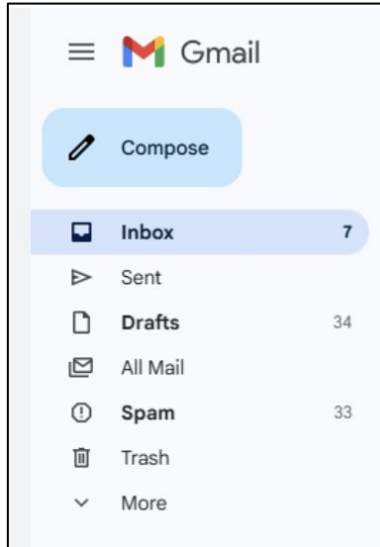 Gmail
Compose
Inbox 7
Sent
Drafts 34
All Mail
Spam 33
Trash
More